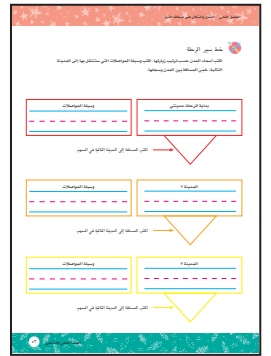 خط سير الرحلة
اكتب أسماء المدن حسب ترتيب زيارتها. اكتب وسيلة المواصلات التي ستنتقل بها إلى المدينة
التالية. خمن المسافة بين المدن وسجلها.
بداية الرحلة مدينتي
وسيلة المواصلات
اكتب المسافة إلى المدينة التالية في السهم
المدينة ٢
وسيلة المواصلات
اكتب المسافة إلى المدينة التالية في السهم
المدينة ٣
وسيلة المواصلات
اكتب المسافة إلى المدينة التالية في السهم